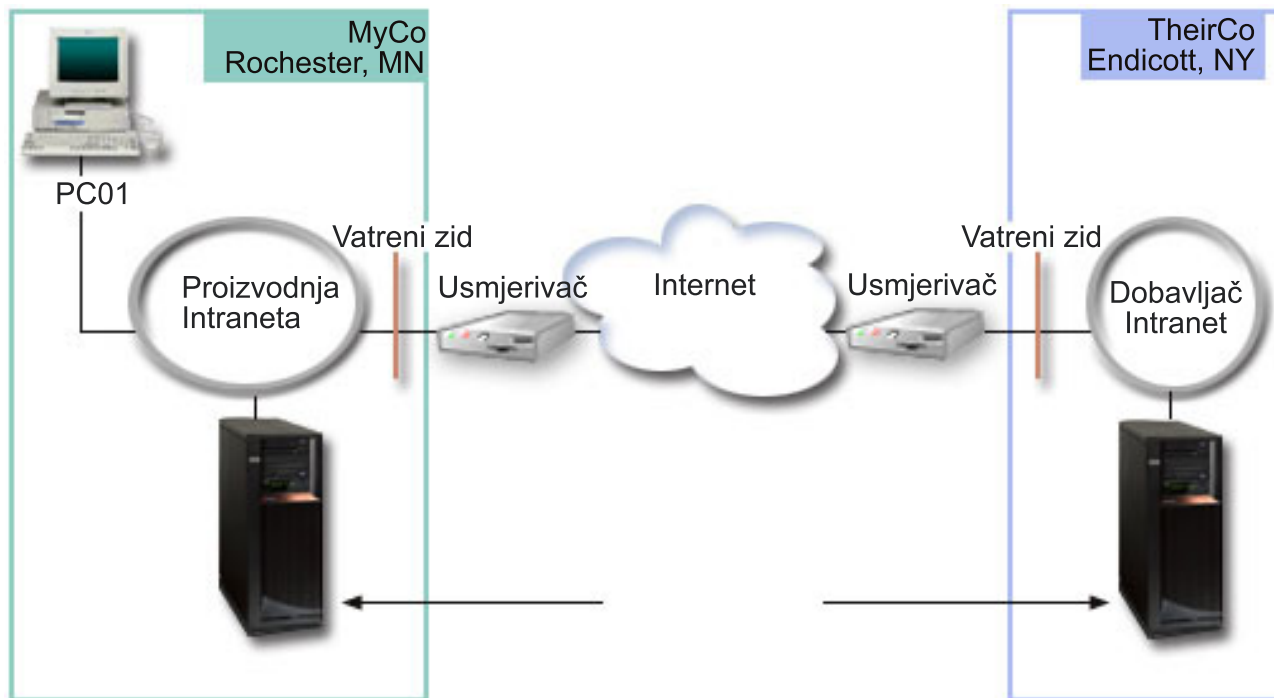 MyCo
Rochester, MN
TheirCo
Endicott, NY
PC01
Vatreni zid
Vatreni zid
Proizvodnja
Intraneta
Usmjerivač
Internet
Usmjerivač
Dobavljač
Intranet